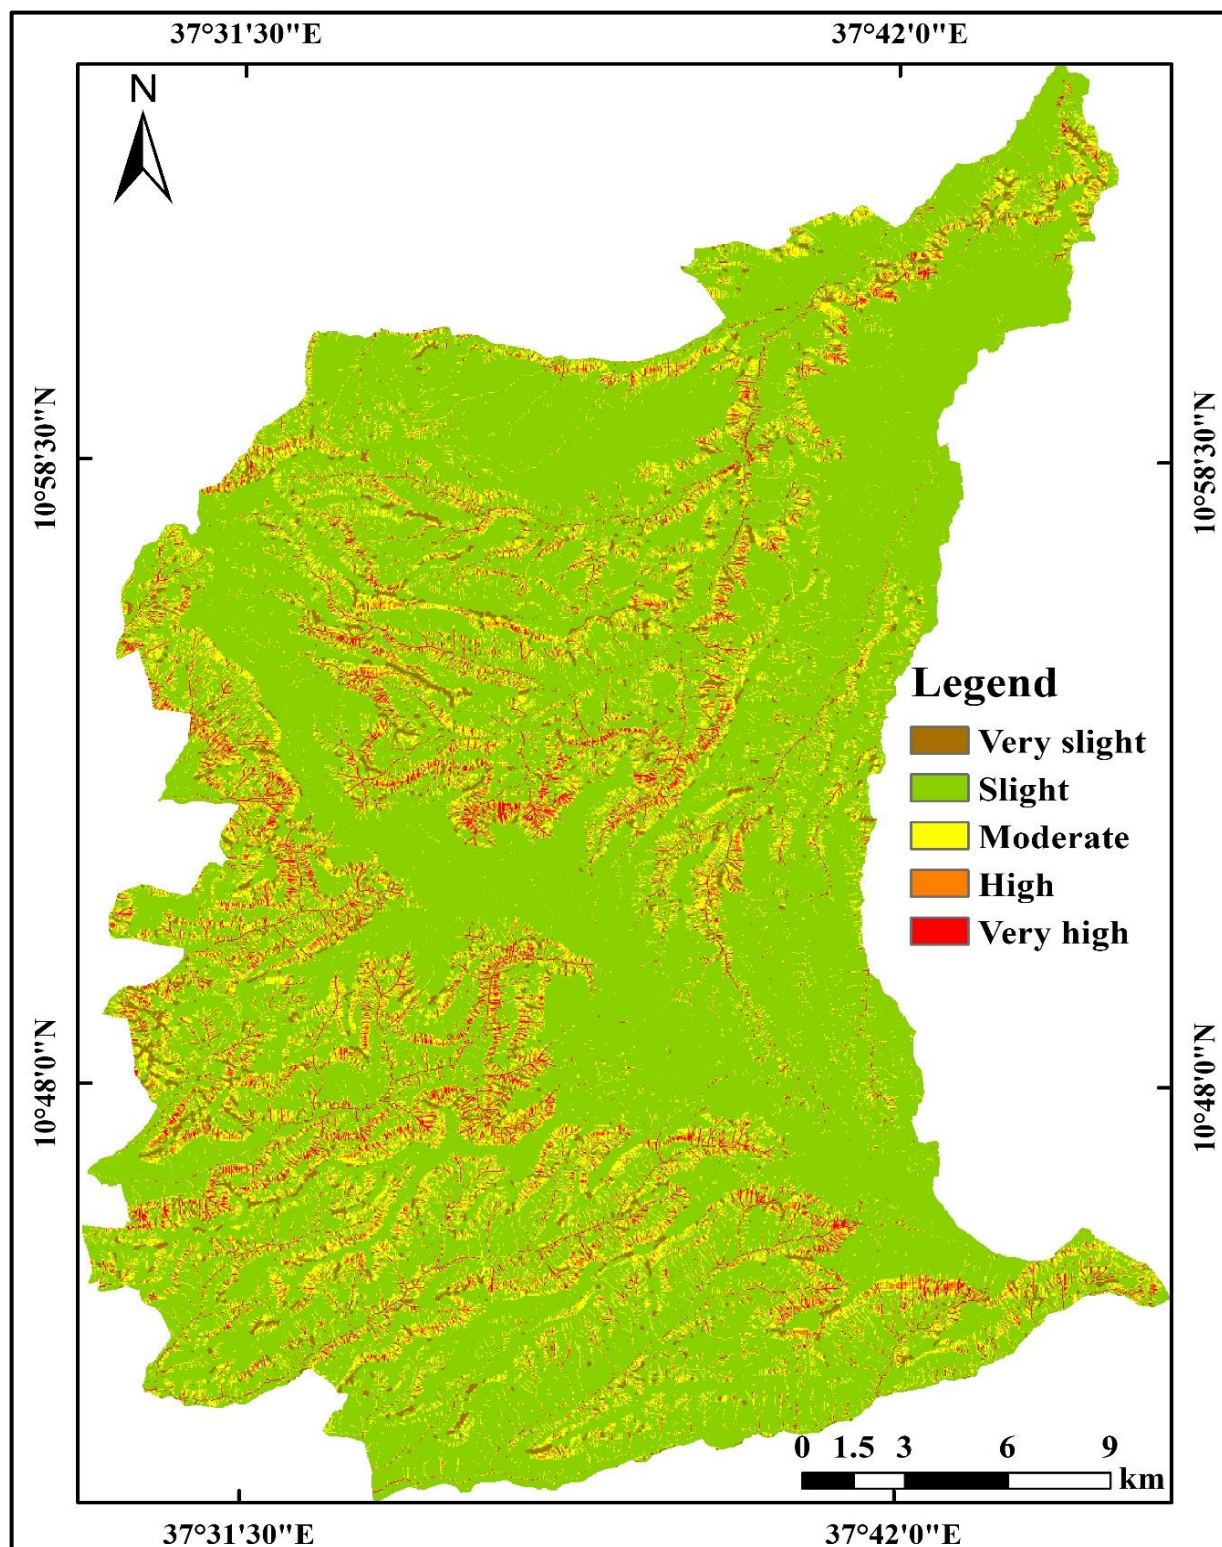 37°31'30"E 37°42'0"E
N
10°58'30"N 10°58'30"N
Legend
Very slight
Slight
Moderate
High
Very high
10°48'0"N 10°48'0"N
0 1.5 3 6 9
km
37°31'30"E 37°42'0"E